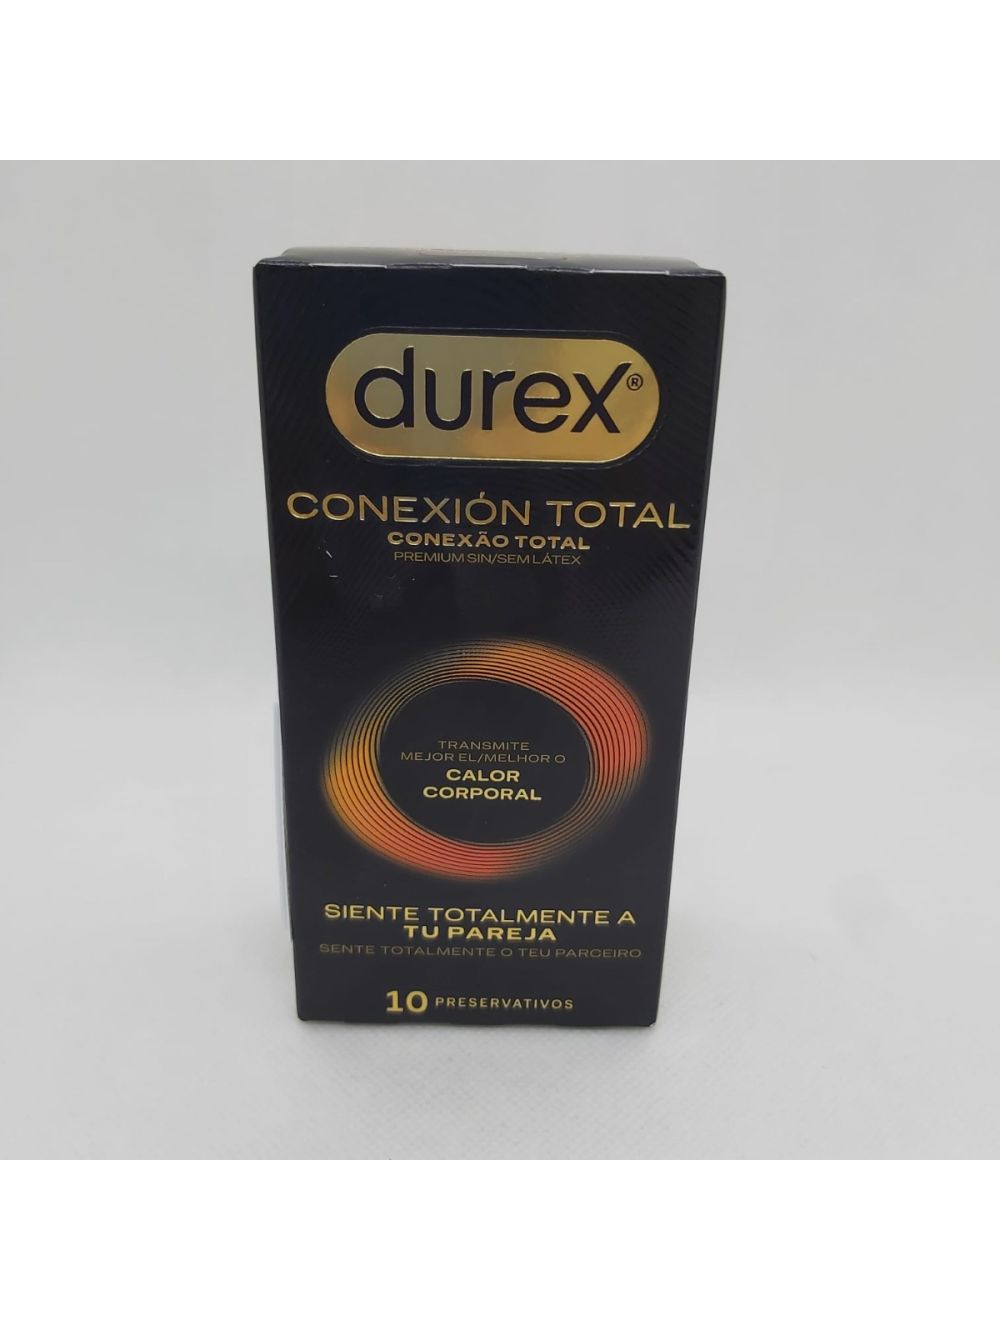 durex®
CONEXIÓN TOTAL
CONEXÃO TOTAL
PREMIUM SIN/SEM LÁTEX
TRANSMITE
MEJOR EL/MELHOR O
CALOR
CORPORAL
SIENTE TOTALMENTE A
TU PAREJA
SENTE TOTALMENTE O TEU PARCEIRO
10 PRESERVATIVOS